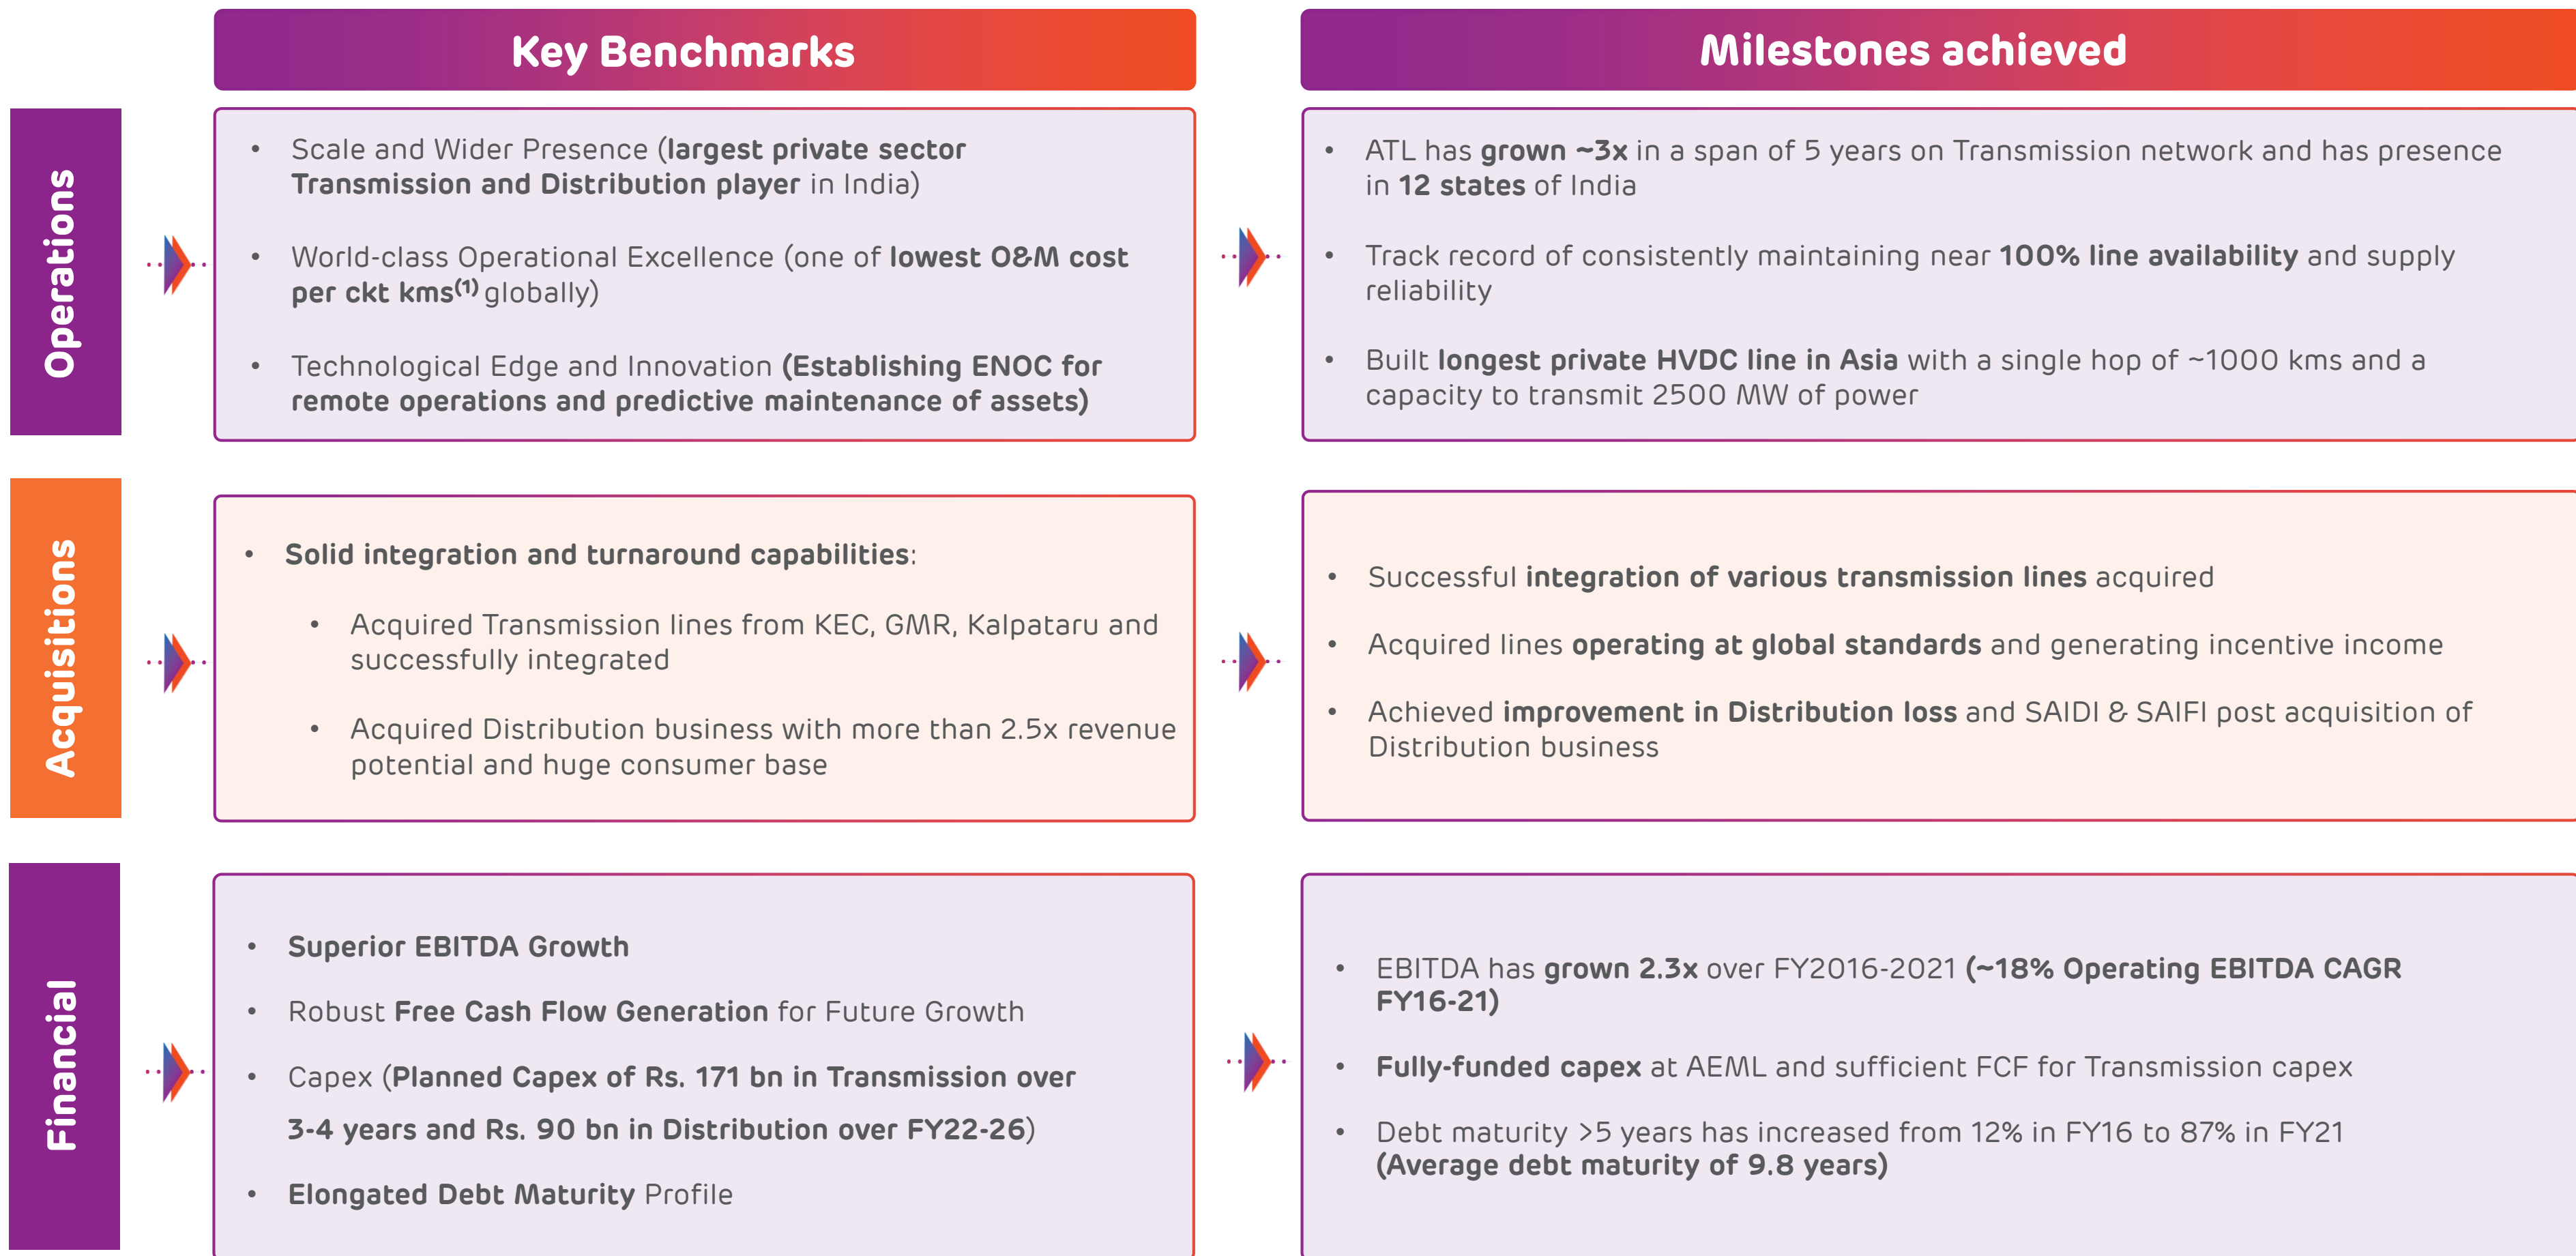 Key Benchmarks
Milestones achieved
Operations
• Scale and Wider Presence (largest private sector
Transmission and Distribution player in India)
• World-class Operational Excellence (one of lowest O&M cost
per ckt kms(1) globally)
• Technological Edge and Innovation (Establishing ENOC for
remote operations and predictive maintenance of assets)
• ATL has grown ~3x in a span of 5 years on Transmission network and has presence
in 12 states of India
• Track record of consistently maintaining near 100% line availability and supply
reliability
• Built longest private HVDC line in Asia with a single hop of ~1000 kms and a
capacity to transmit 2500 MW of power
Acquisitions
• Solid integration and turnaround capabilities:
• Acquired Transmission lines from KEC, GMR, Kalpataru and
successfully integrated
• Acquired Distribution business with more than 2.5x revenue
potential and huge consumer base
• Successful integration of various transmission lines acquired
• Acquired lines operating at global standards and generating incentive income
• Achieved improvement in Distribution loss and SAIDI & SAIFI post acquisition of
Distribution business
Financial
• Superior EBITDA Growth
• Robust Free Cash Flow Generation for Future Growth
• Capex (Planned Capex of Rs. 171 bn in Transmission over
3-4 years and Rs. 90 bn in Distribution over FY22-26)
• Elongated Debt Maturity Profile
• EBITDA has grown 2.3x over FY2016-2021 (~18% Operating EBITDA CAGR
FY16-21)
• Fully-funded capex at AEML and sufficient FCF for Transmission capex
• Debt maturity >5 years has increased from 12% in FY16 to 87% in FY21
(Average debt maturity of 9.8 years)